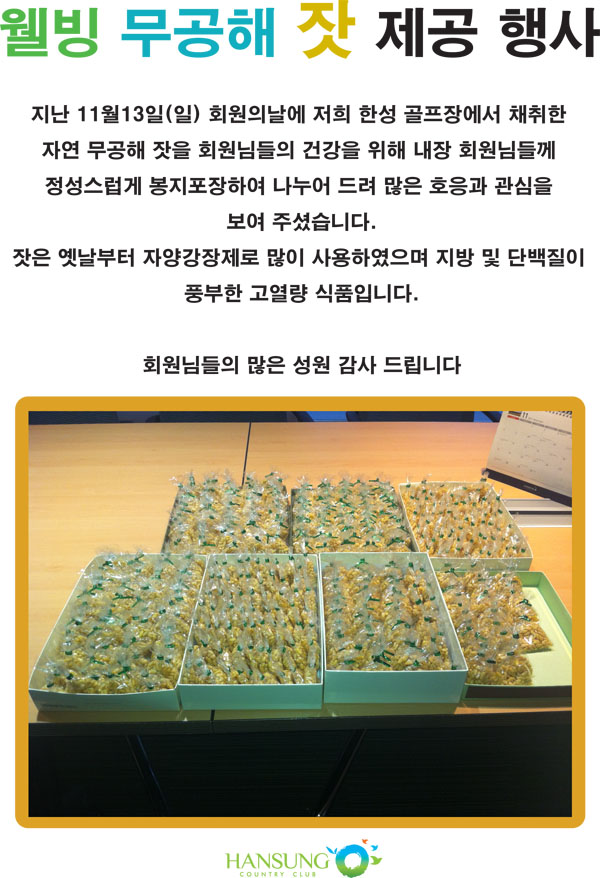 웰빙 무공해 잣 제공 행사
지난 11월13일(일) 회원의날에 저희 한성 골프장에서 채취한
자연 무공해 잣을 회원님들의 건강을 위해 내장 회원님들께
정성스럽게 봉지포장하여 나누어 드려 많은 호응과 관심을
보여 주셨습니다.
잣은 옛날부터 자양강장제로 많이 사용하였으며 지방 및 단백질이
풍부한 고열량 식품입니다.
회원님들의 많은 성원 감사 드립니다
11
HANSUNG
COUNTRY CLUB